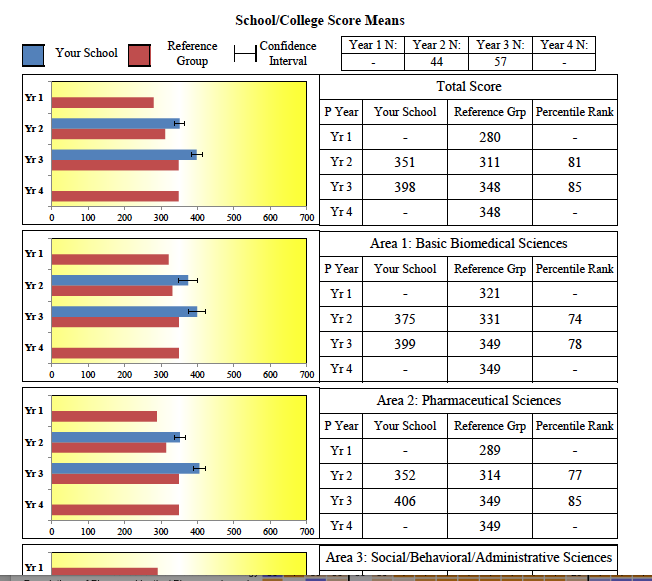 School/College Score Means
Your School Reference Group Confidence Interval
Year 1 N: Year 2 N: Year 3 N: Year 4 N:
- 44 57 -
Yr 1
Yr 2
Yr 3
Yr 4
0 100 200 300 400 500 600 700
Total Score
P Year Your School Reference Grp Percentile Rank
Yr 1 - 280 -
Yr 2 351 311 81
Yr 3 398 348 85
Yr 4 - 348 -
Yr 1
Yr 2
Yr 3
Yr 4
0 100 200 300 400 500 600 700
Area 1: Basic Biomedical Sciences
P Year Your School Reference Grp Percentile Rank
Yr 1 - 321 -
Yr 2 375 331 74
Yr 3 399 349 78
Yr 4 - 349 -
Yr 1
Yr 2
Yr 3
Yr 4
0 100 200 300 400 500 600 700
Area 2: Pharmaceutical Sciences
P Year Your School Reference Grp Percentile Rank
Yr 1 - 289 -
Yr 2 352 314 77
Yr 3 406 349 85
Yr 4 - 349 -
Yr 1
Area 3: Social/Behavioral/Administrative Sciences